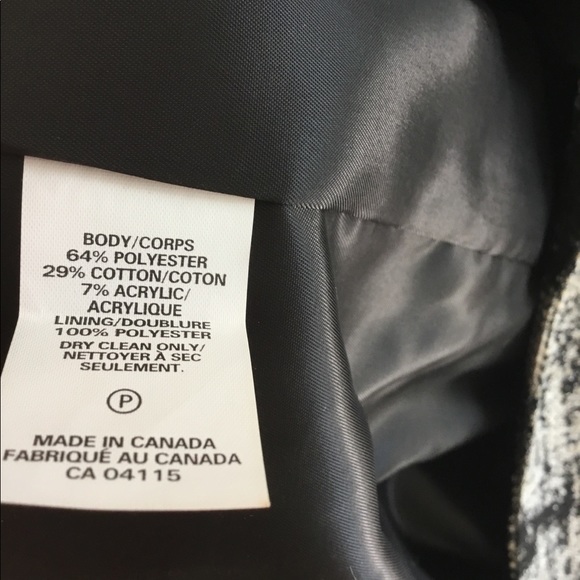 BODY/CORPS
64% POLYESTER
29% COTTON/COTON
7% ACRYLIC/
ACRYLIQUE
LINING/DOUBLURE
100% POLYESTER
DRY CLEAN ONLY/
NETTOYER À SEC
SEULEMENT.
P
MADE IN CANADA
FABRIQUÉ AU CANADA
CA 04115